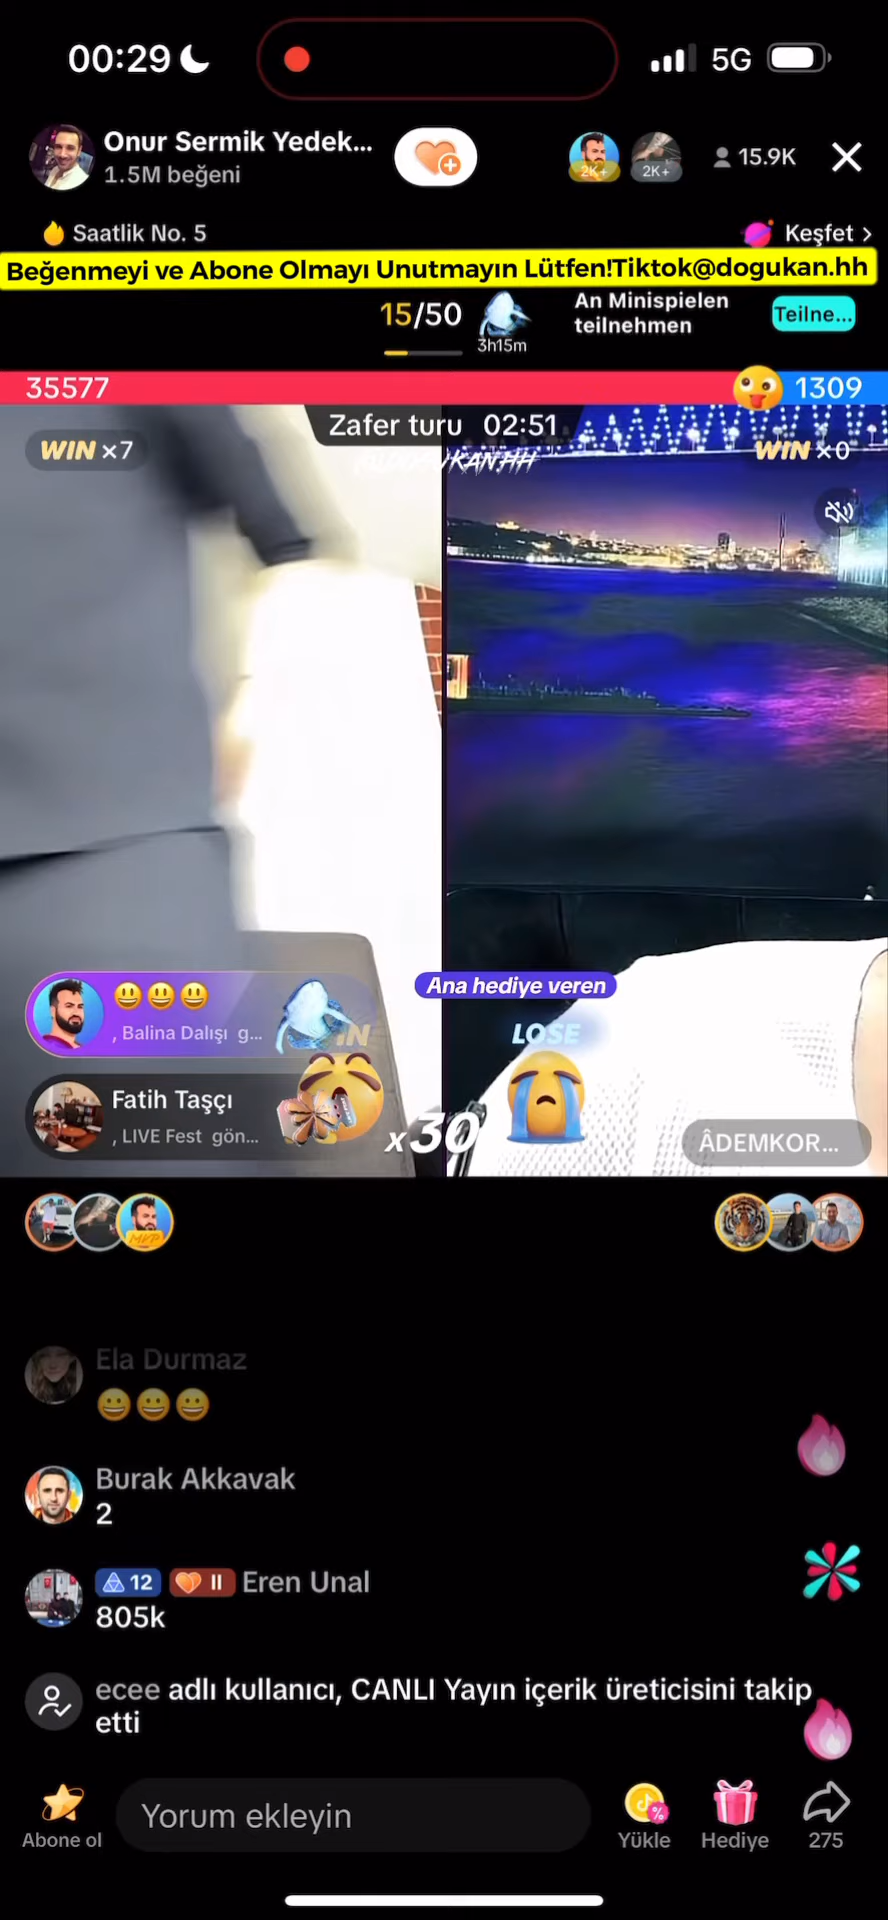 00:29
5G
Onur Sermik Yedek...
1.5M beğeni
2K+
2K+
15.9K
Saatlik No. 5
Keşfet >
Beğenmeyi ve Abone Olmayı Unutmayın Lütfen!Tiktok@dogukan.hh
15/50
3h15m
An Minispielen
teilnehmen
Teilne...
35577
1309
Zafer turu 02:51
WIN x7
WIN x0
Ana hediye veren
, Balina Dalışı g...
LOSE
Fatih Taşçı
, LIVE Fest gön...
x30
ÂDEMKOR...
Ela Durmaz
Burak Akkavak
2
12 II Eren Unal
805k
ecee adlı kullanıcı, CANLI Yayın içerik üreticisini takip
etti
Abone ol
Yorum ekleyin
Yükle
Hediye
275